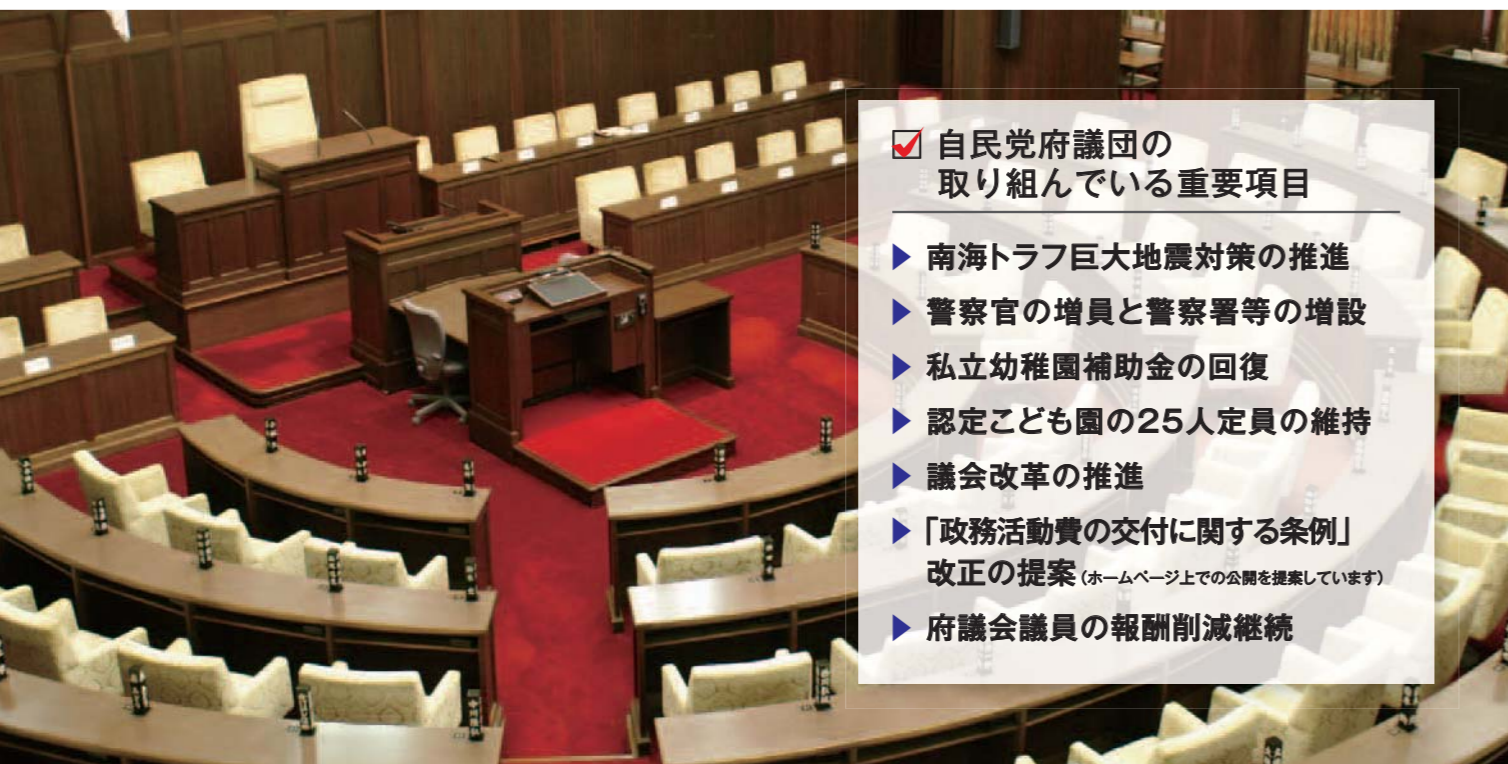 自民党府議団の
取り組んでいる重要項目
▶ 南海トラフ巨大地震対策の推進
▶ 警察官の増員と警察署等の増設
▶ 私立幼稚園補助金の回復
▶ 認定こども園の25人定員の維持
▶ 議会改革の推進
▶ 「政務活動費の交付に関する条例」
改正の提案（ホームページ上での公開を提案しています）
▶ 府議会議員の報酬削減継続